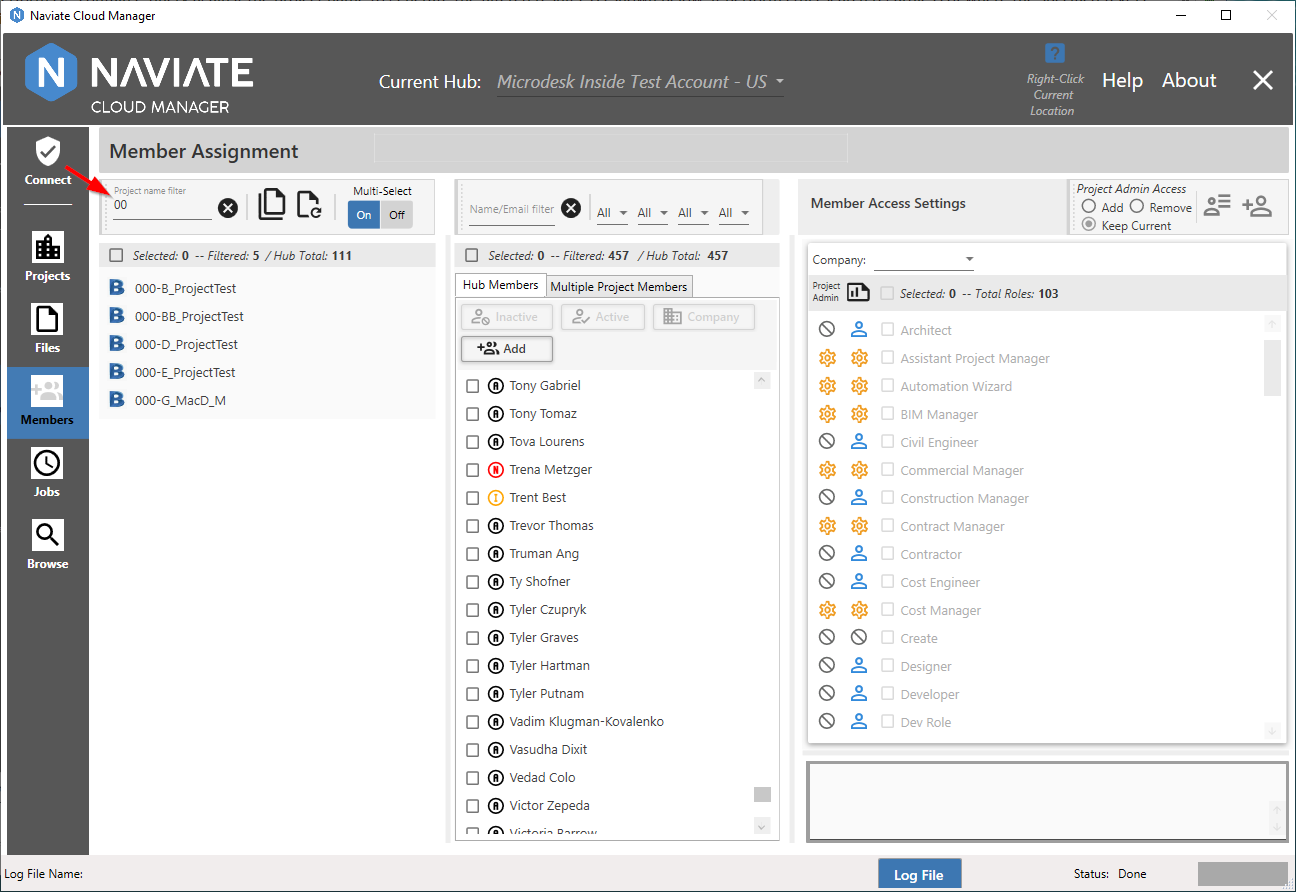 Naviate Cloud Manager
NAVIATE
CLOUD MANAGER
Current Hub: Microdesk Inside Test Account - US
?
Right-Click
Current
Location
Help
About
Connect
Projects
Files
Members
Jobs
Browse
Member Assignment
Project name filter
00
Multi-Select
On
Off
Selected: 0 -- Filtered: 5 / Hub Total: 111
B 000-B_ProjectTest
B 000-BB_ProjectTest
B 000-D_ProjectTest
B 000-E_ProjectTest
B 000-G_MacD_M
Name/Email filter
All
All
All
All
Selected: 0 -- Filtered: 457 / Hub Total: 457
Hub Members
Multiple Project Members
Inactive
Active
Company
Add
A Tony Gabriel
A Tony Tomaz
A Tova Lourens
N Trena Metzger
I Trent Best
A Trevor Thomas
A Truman Ang
A Ty Shofner
A Tyler Czupryk
A Tyler Graves
A Tyler Hartman
A Tyler Putnam
A Vadim Klugman-Kovalenko
A Vasudha Dixit
A Vedad Colo
A Victor Zepeda
A Victoria Barrow
Member Access Settings
Project Admin Access
Add
Remove
Keep Current
Company:
Project
Admin
Selected: 0 -- Total Roles: 103
Architect
Assistant Project Manager
Automation Wizard
BIM Manager
Civil Engineer
Commercial Manager
Construction Manager
Contract Manager
Contractor
Cost Engineer
Cost Manager
Create
Designer
Developer
Dev Role
Log File Name:
Log File
Status: Done